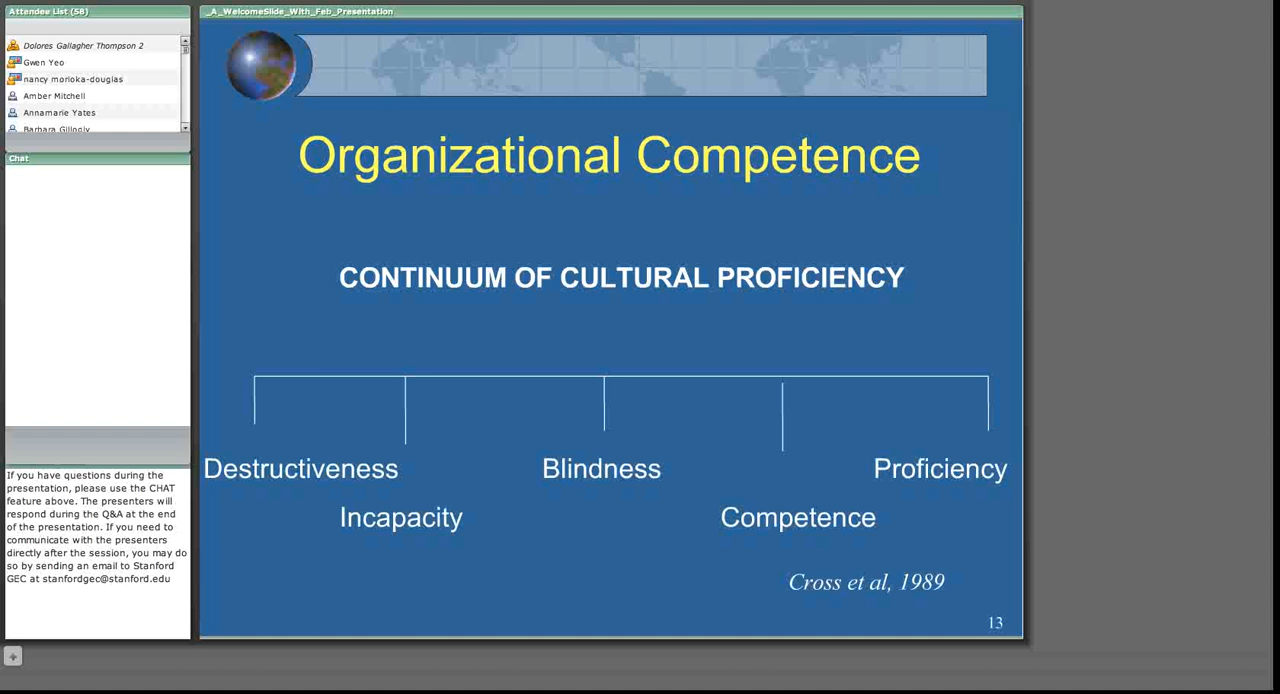 Attendee List (58)
Dolores Gallagher Thompson 2
Gwen Yeo
nancy morioka-douglas
Amber Mitchell
Annamarie Yates
Barbara Gillogly
Chat
If you have questions during the
presentation, please use the CHAT
feature above. The presenters will
respond during the Q&A at the end
of the presentation. If you need to
communicate with the presenters
directly after the session, you may do
so by sending an email to Stanford
GEC at stanfordgec@stanford.edu
_A_WelcomeSlide_With_Feb_Presentation
Organizational Competence
CONTINUUM OF CULTURAL PROFICIENCY
Destructiveness Blindness Proficiency
Incapacity Competence
Cross et al, 1989
13